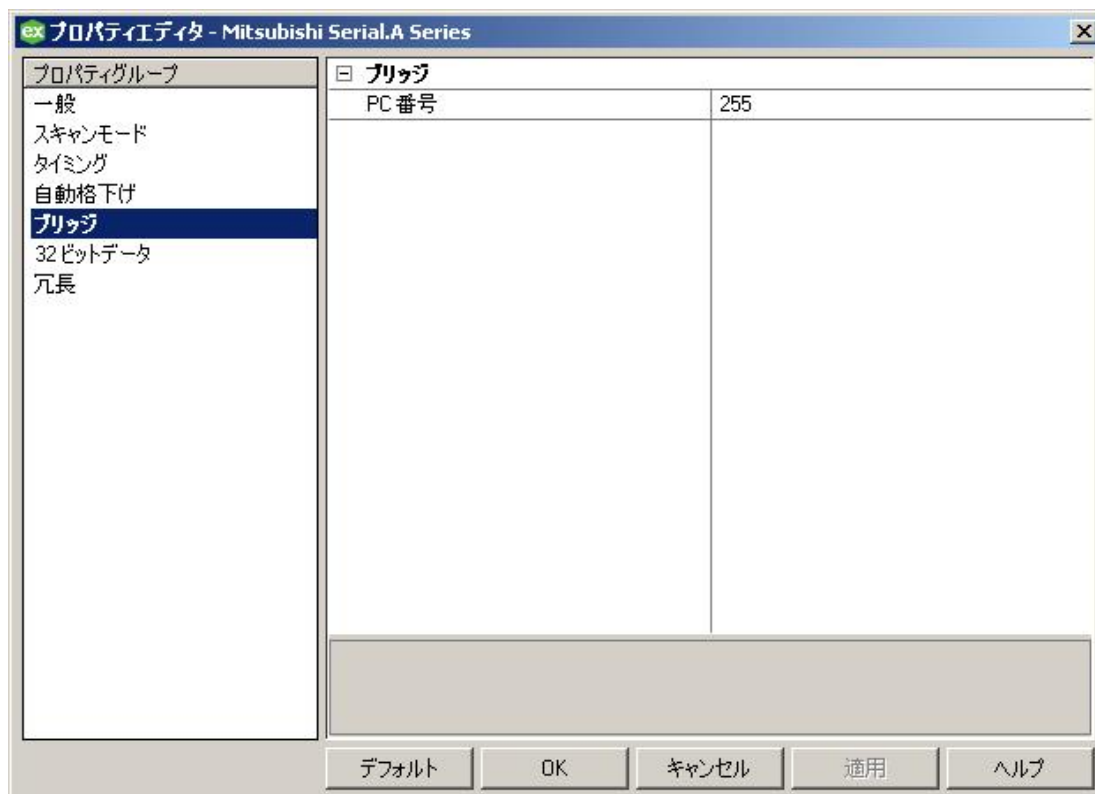 ex プロパティエディタ - Mitsubishi Serial.A Series
プロパティグループ
一般
スキャンモード
タイミング
自動格下げ
ブリッジ
32 ビットデータ
冗長
ブリッジ
PC 番号 255
デフォルト OK キャンセル 適用 ヘルプ